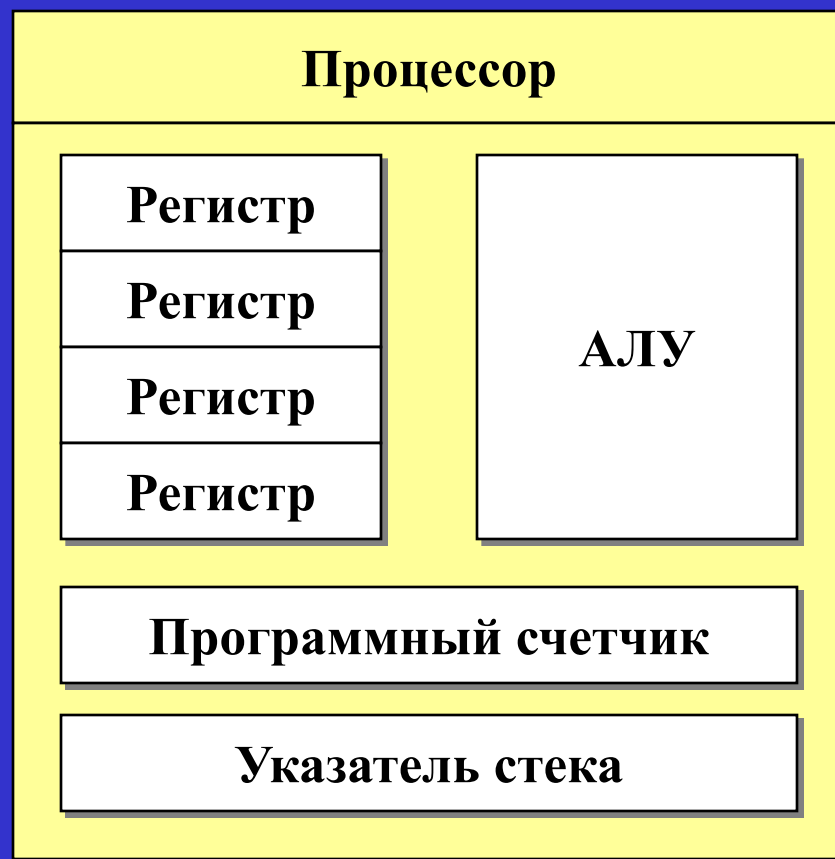 Процессор
Регистр
Регистр
Регистр
Регистр
АЛУ
Программный счетчик
Указатель стека